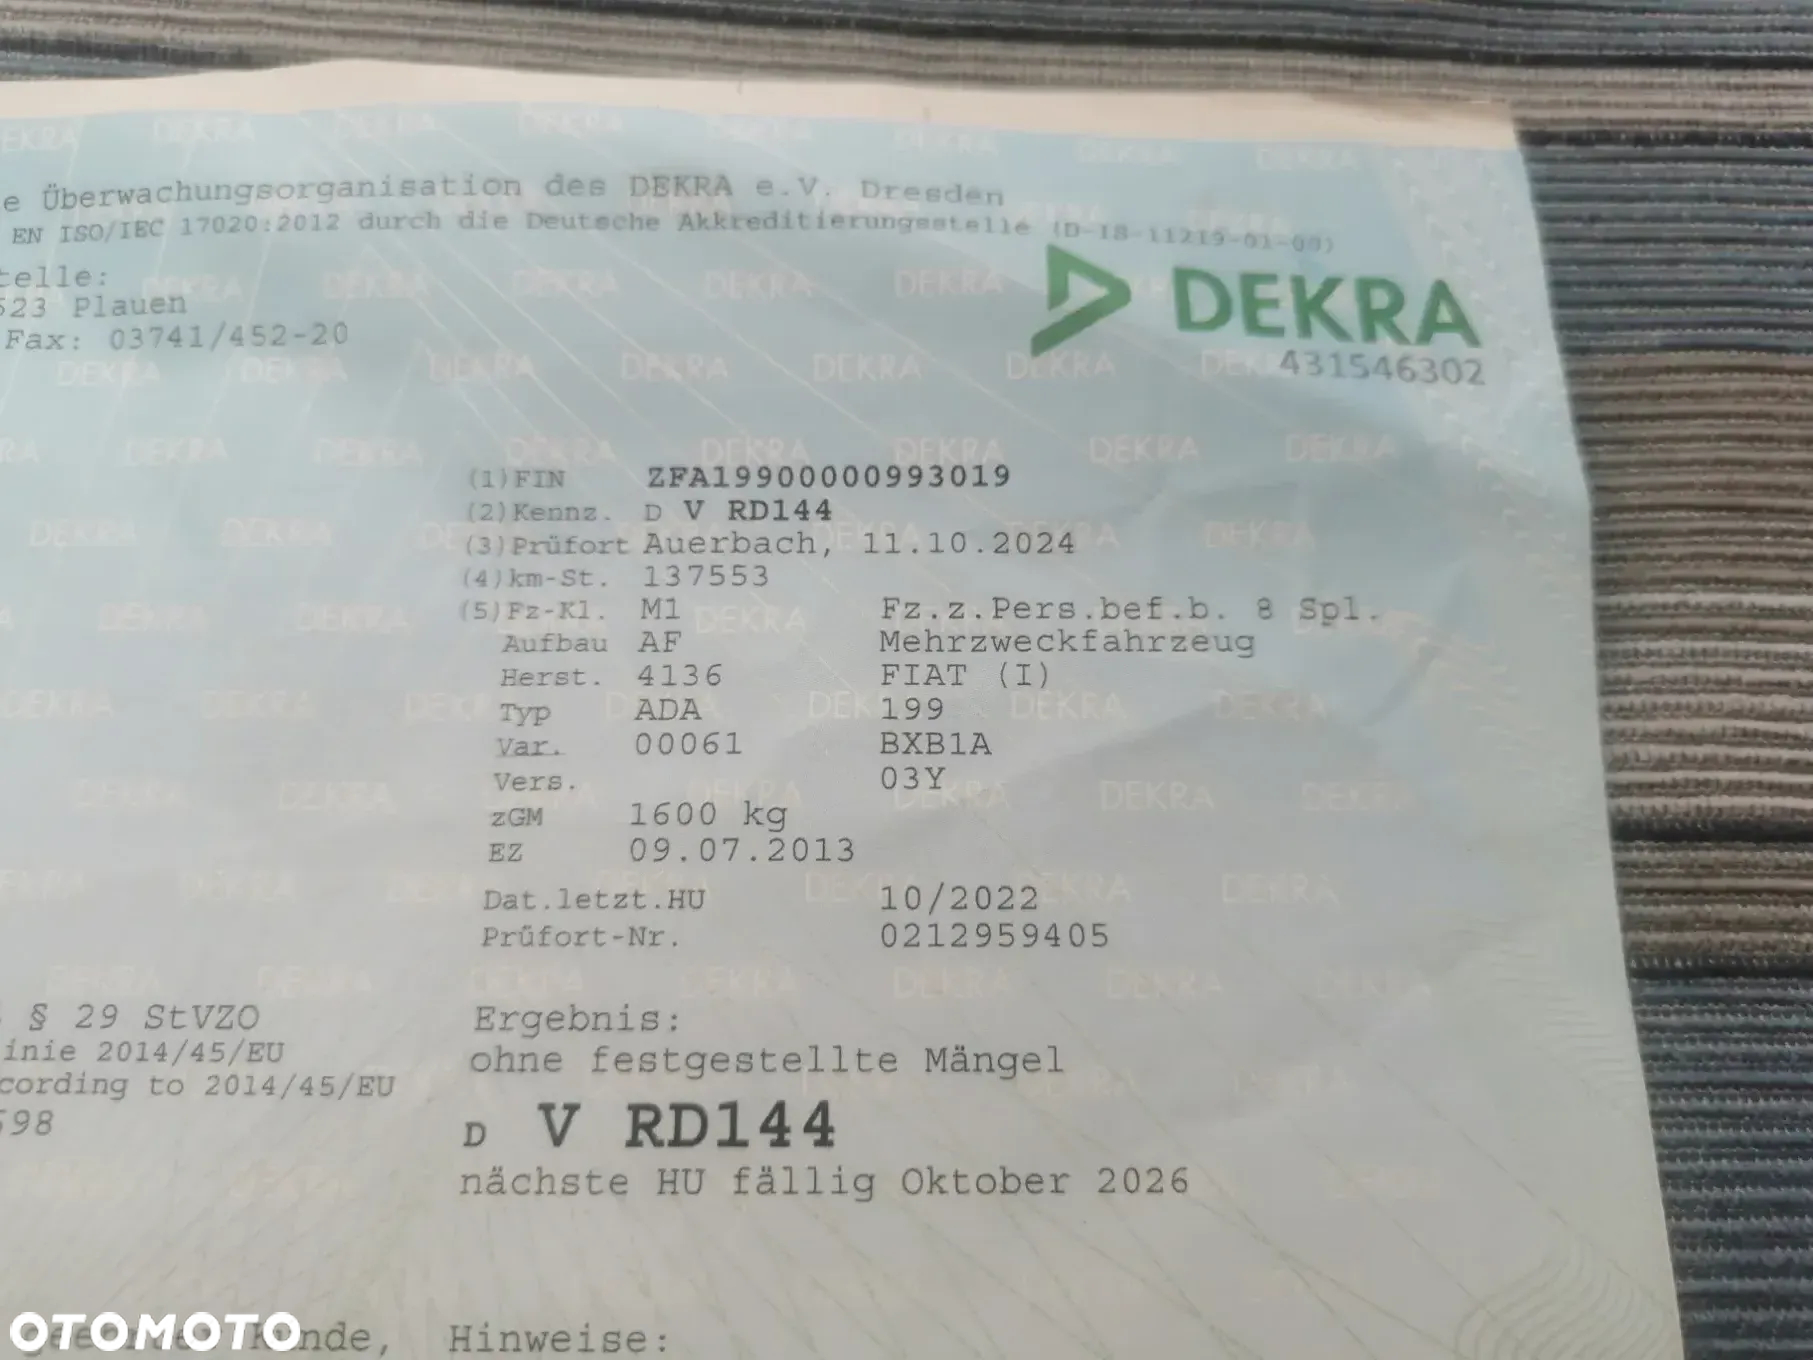 e Überwachungsorganisation des DEKRA e.V. Dresden
EN ISO/IEC 17020:2012 durch die Deutsche Akkreditierungsstelle (D-IS-11219-01-00)
telle:
523 Plauen
Fax: 03741/452-20
DEKRA
431546302
(1)FIN ZFA19900000993019
(2)Kennz. D V RD144
(3)Prüfort Auerbach, 11.10.2024
(4)km-St. 137553
(5)Fz-Kl. M1 Fz.z.Pers.bef.b. 8 Spl.
Aufbau AF Mehrzweckfahrzeug
Herst. 4136 FIAT (I)
Typ ADA 199
Var. 00061 BXB1A
Vers. 03Y
zGM 1600 kg
EZ 09.07.2013
Dat.letzt.HU 10/2022
Prüfort-Nr. 0212959405
§ 29 StVZO
inie 2014/45/EU
cording to 2014/45/EU
598
Ergebnis:
ohne festgestellte Mängel
D V RD144
nächste HU fällig Oktober 2026
Kunde,
Hinweise:
OTOMOTO